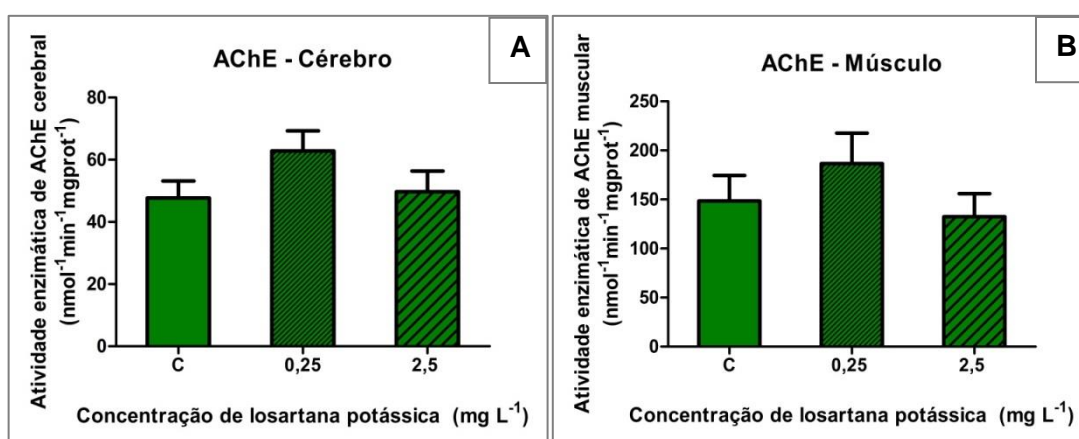 A
AChE - Cérebro
Atividade enzimática de AChE cerebral
(nmol⁻¹min⁻¹mgprot⁻¹)
80
60
40
20
0
C 0,25 2,5
Concentração de losartana potássica (mg L⁻¹)
B
AChE - Músculo
Atividade enzimática de AChE muscular
(nmol⁻¹min⁻¹mgprot⁻¹)
250
200
150
100
50
0
C 0,25 2,5
Concentração de losartana potássica (mg L⁻¹)